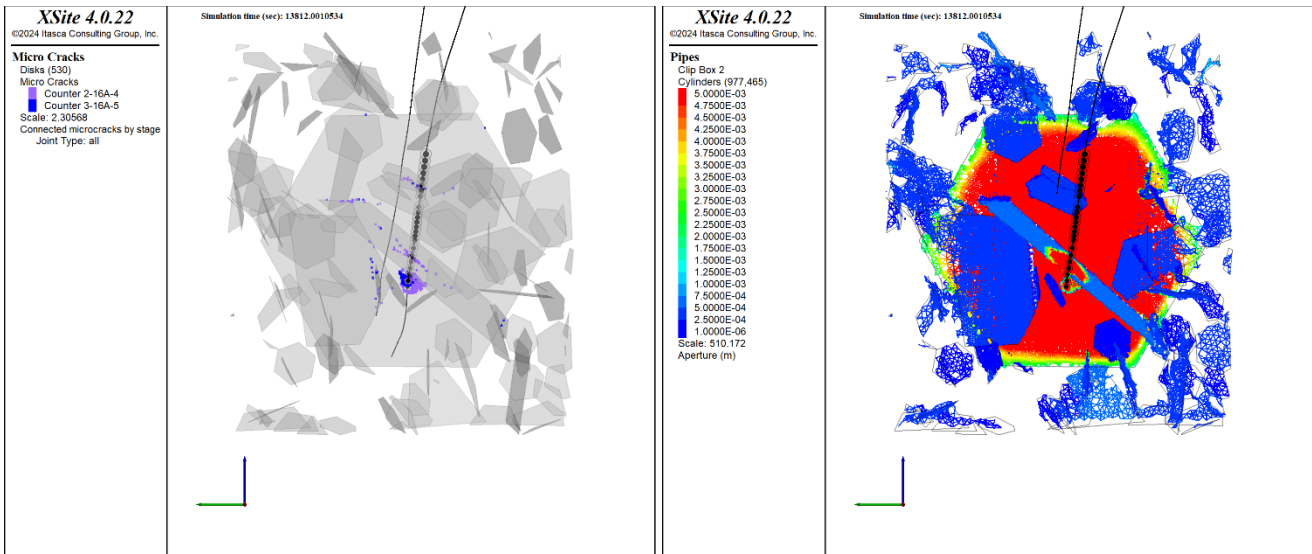 XSite 4.0.22
©2024 Itasca Consulting Group, Inc.
Micro Cracks
Disks (530)
Micro Cracks
Counter 2-16A-4
Counter 3-16A-5
Scale: 2.30568
Connected microcracks by stage
Joint Type: all
Simulation time (sec): 13812.0010534
XSite 4.0.22
©2024 Itasca Consulting Group, Inc.
Pipes
Clip Box 2
Cylinders (977,465)
5.0000E-03
4.7500E-03
4.5000E-03
4.2500E-03
4.0000E-03
3.7500E-03
3.5000E-03
3.2500E-03
3.0000E-03
2.7500E-03
2.5000E-03
2.2500E-03
2.0000E-03
1.7500E-03
1.5000E-03
1.2500E-03
1.0000E-03
7.5000E-04
5.0000E-04
2.5000E-04
1.0000E-06
Scale: 510.172
Aperture (m)
Simulation time (sec): 13812.0010534